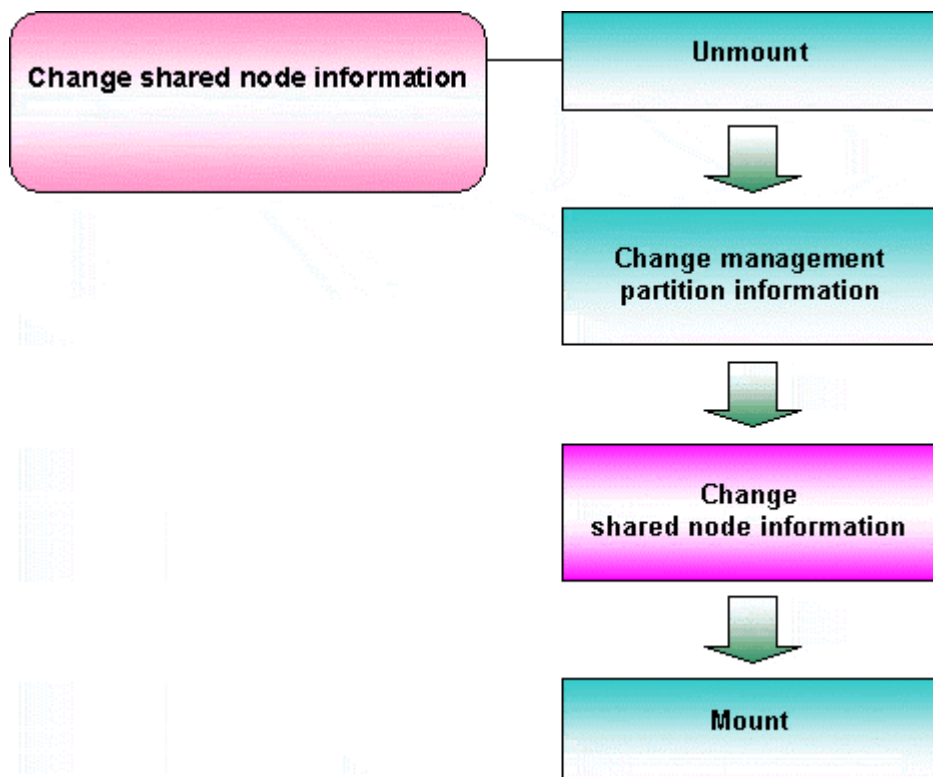 Change shared node information
Unmount
Change management
partition information
Change
shared node information
Mount